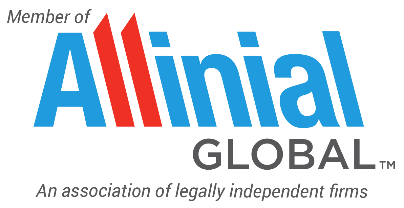 Member of
Allinial
GLOBAL™
An association of legally independent firms